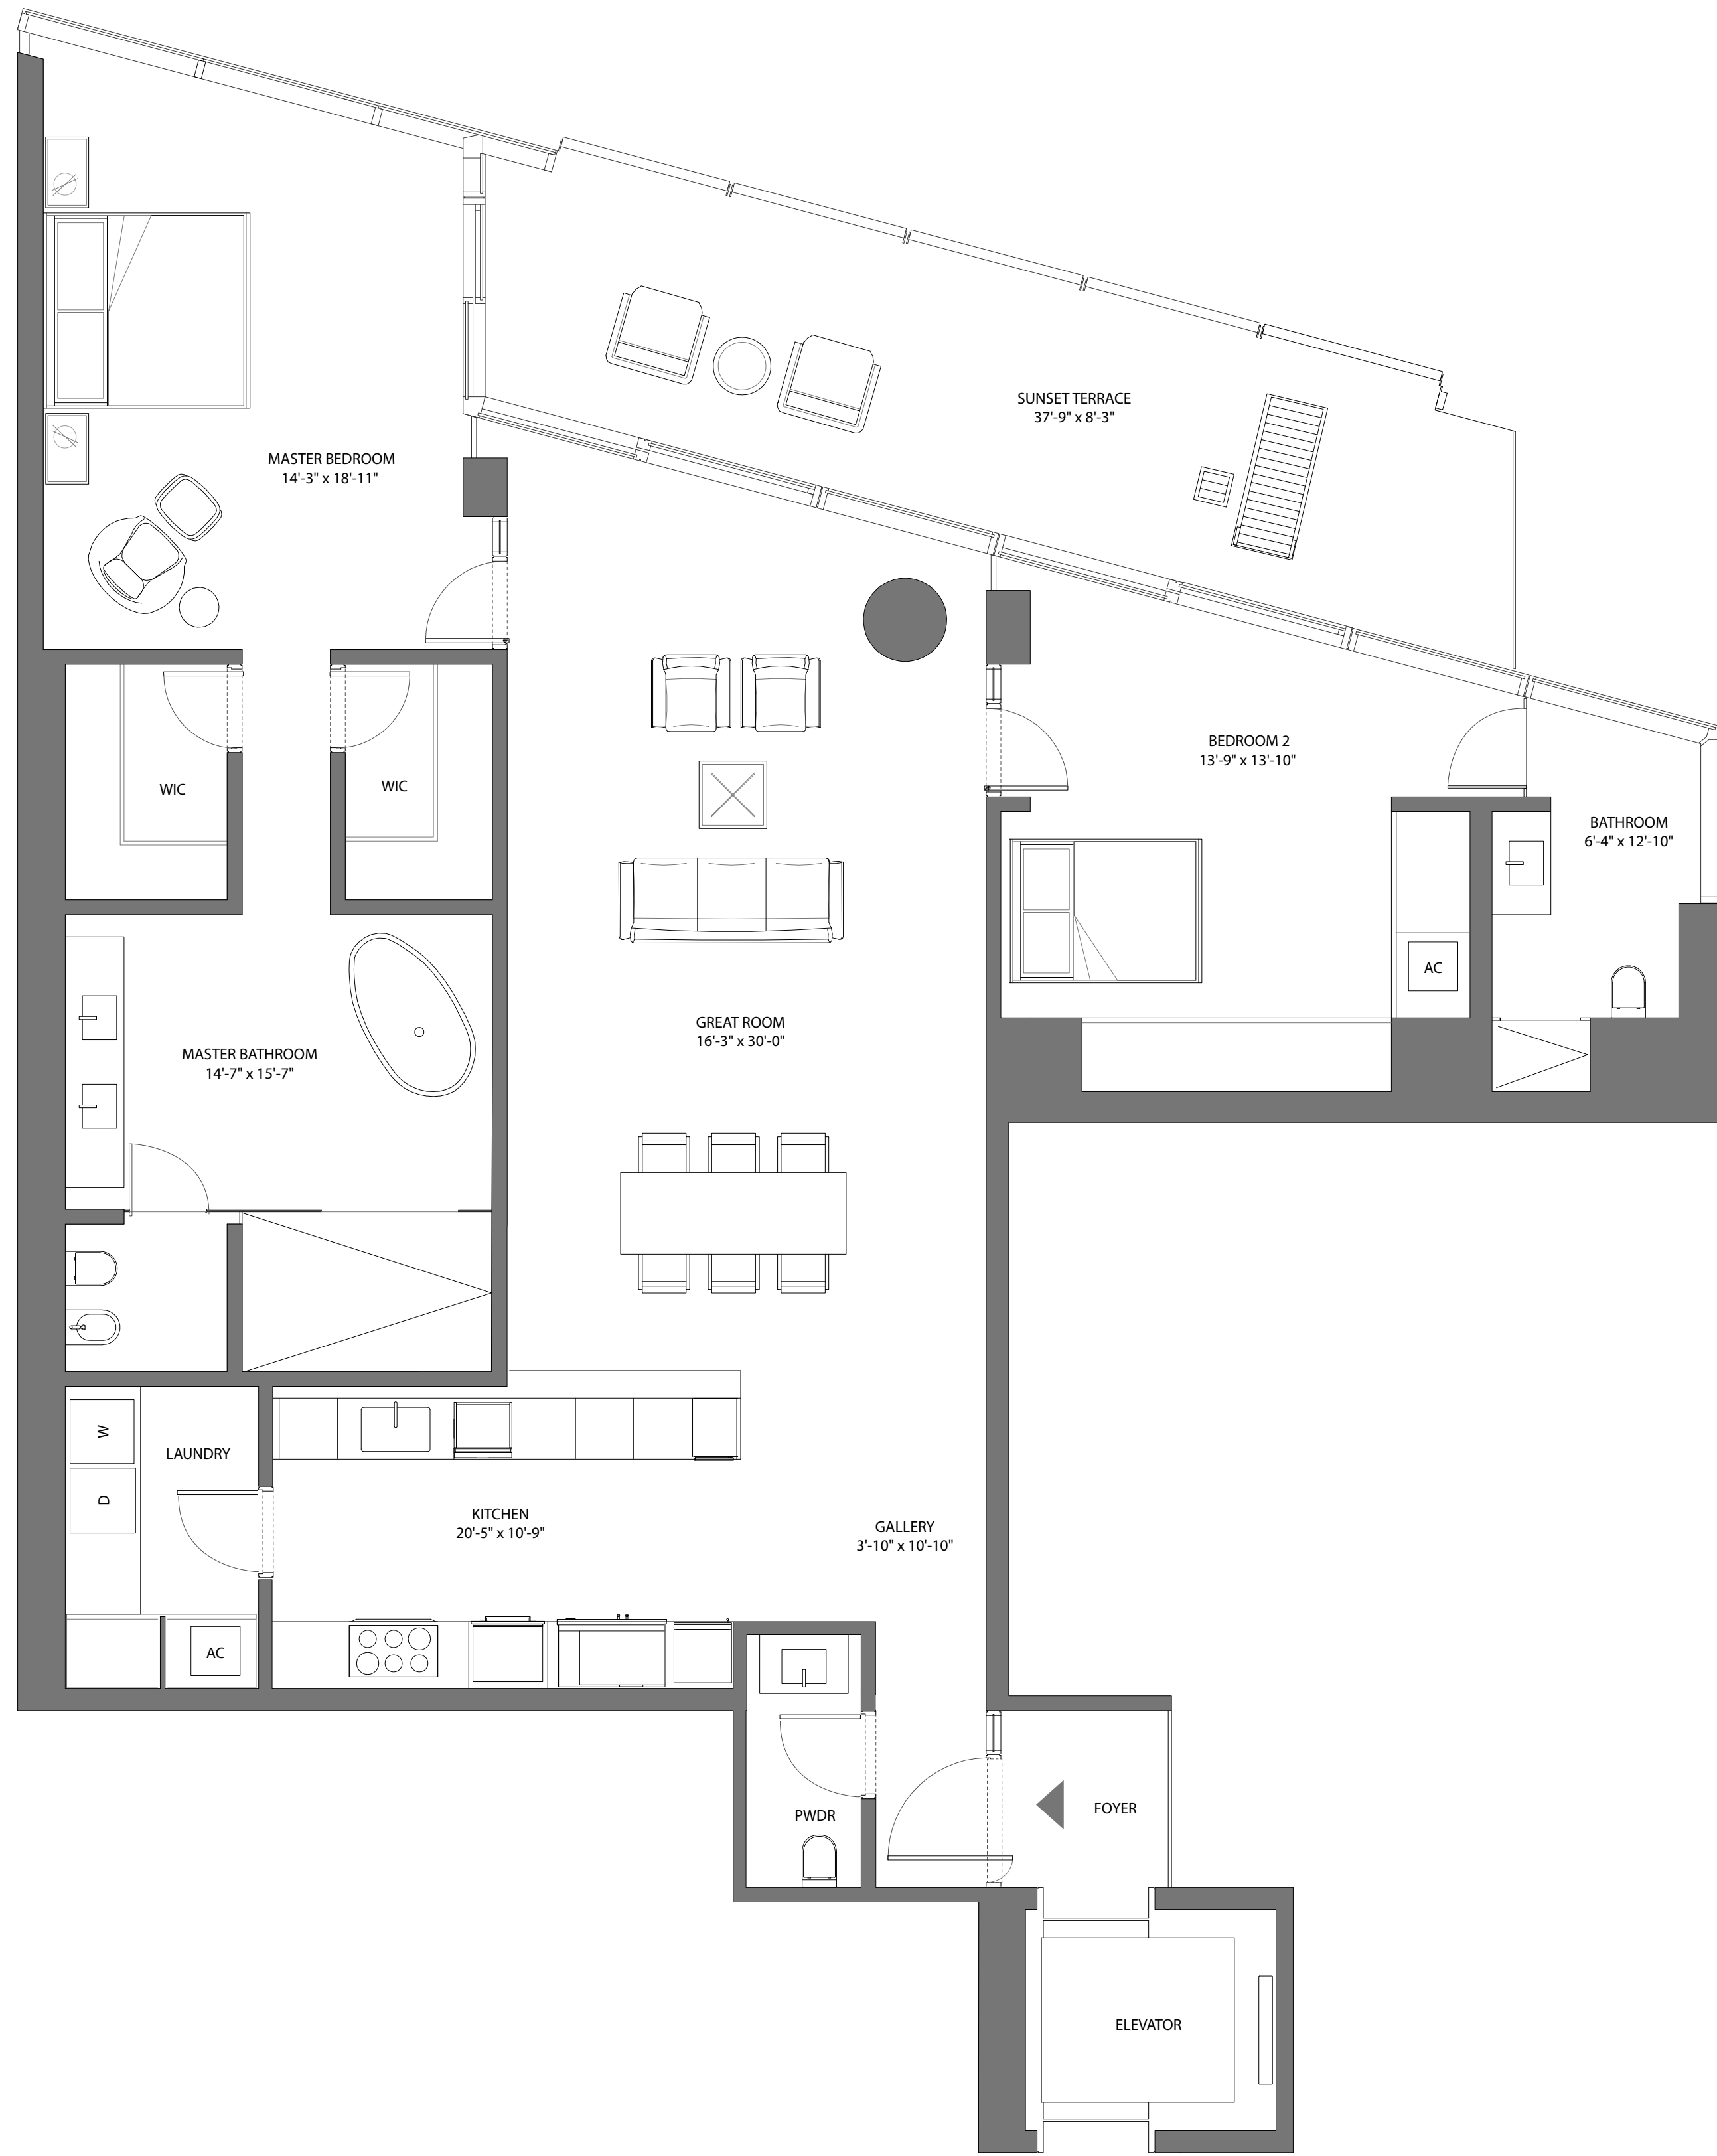 SUNSET TERRACE
37'-9" x 8'-3"
MASTER BEDROOM
14'-3" x 18'-11"
BEDROOM 2
13'-9" x 13'-10"
WIC
WIC
BATHROOM
6'-4" x 12'-10"
AC
GREAT ROOM
16'-3" x 30'-0"
MASTER BATHROOM
14'-7" x 15'-7"
W
LAUNDRY
D
KITCHEN
20'-5" x 10'-9"
GALLERY
3'-10" x 10'-10"
AC
FOYER
PWDR
ELEVATOR